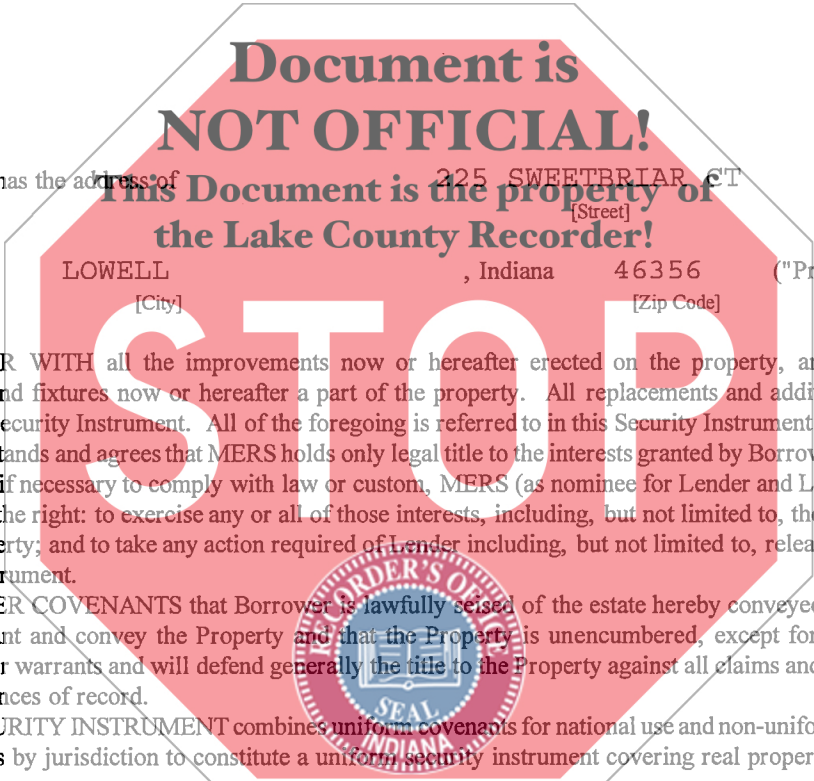 Document is
NOT OFFICIAL!
has the address of 225 SWEETBRIAR CT
This Document is the property of
[Street]
the Lake County Recorder!
LOWELL , Indiana 46356 ("Pr
[City] [Zip Code]
STOP
R WITH all the improvements now or hereafter erected on the property, an
nd fixtures now or hereafter a part of the property. All replacements and addi
ecurity Instrument. All of the foregoing is referred to in this Security Instrument
tands and agrees that MERS holds only legal title to the interests granted by Borrow
if necessary to comply with law or custom, MERS (as nominee for Lender and L
the right: to exercise any or all of those interests, including, but not limited to, the
erty; and to take any action required of Lender including, but not limited to, relea
rument.
ER COVENANTS that Borrower is lawfully seised of the estate hereby conveyed
nt and convey the Property and that the Property is unencumbered, except for
r warrants and will defend generally the title to the Property against all claims and
nces of record.
URITY INSTRUMENT combines uniform covenants for national use and non-unifo
s by jurisdiction to constitute a uniform security instrument covering real proper
RECORDER'S OFFICE
SEAL
INDIANA